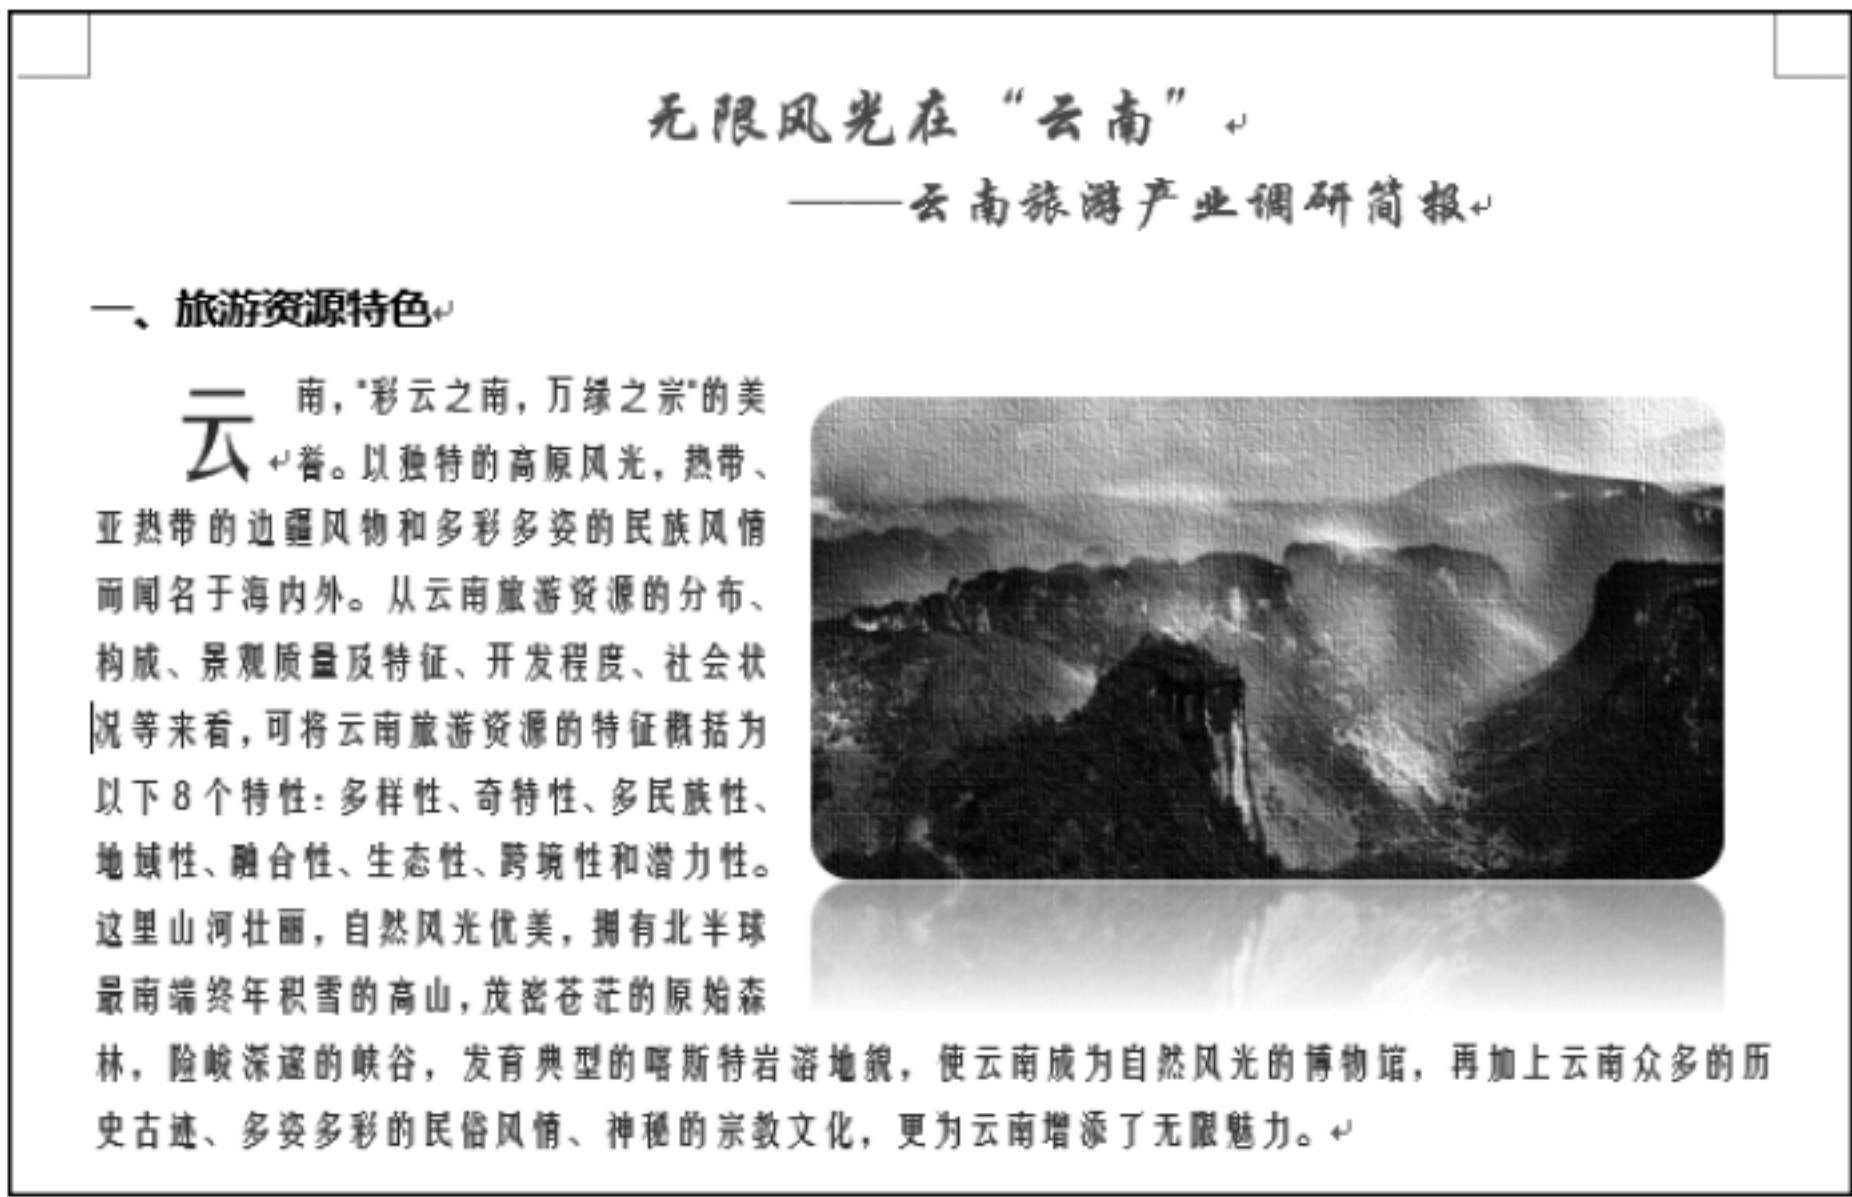 无限风光在“云南”
——云南旅游产业调研简报
一、旅游资源特色
云南，"彩云之南，万绿之宗"的美
誉。以独特的高原风光，热带、
亚热带的边疆风物和多彩多姿的民族风情
而闻名于海内外。从云南旅游资源的分布、
构成、景观质量及特征、开发程度、社会状
况等来看，可将云南旅游资源的特征概括为
以下8个特性：多样性、奇特性、多民族性、
地域性、融合性、生态性、跨境性和潜力性。
这里山河壮丽，自然风光优美，拥有北半球
最南端终年积雪的高山，茂密苍茫的原始森
林，险峻深邃的峡谷，发育典型的喀斯特岩溶地貌，使云南成为自然风光的博物馆，再加上云南众多的历
史古迹、多姿多彩的民俗风情、神秘的宗教文化，更为云南增添了无限魅力。